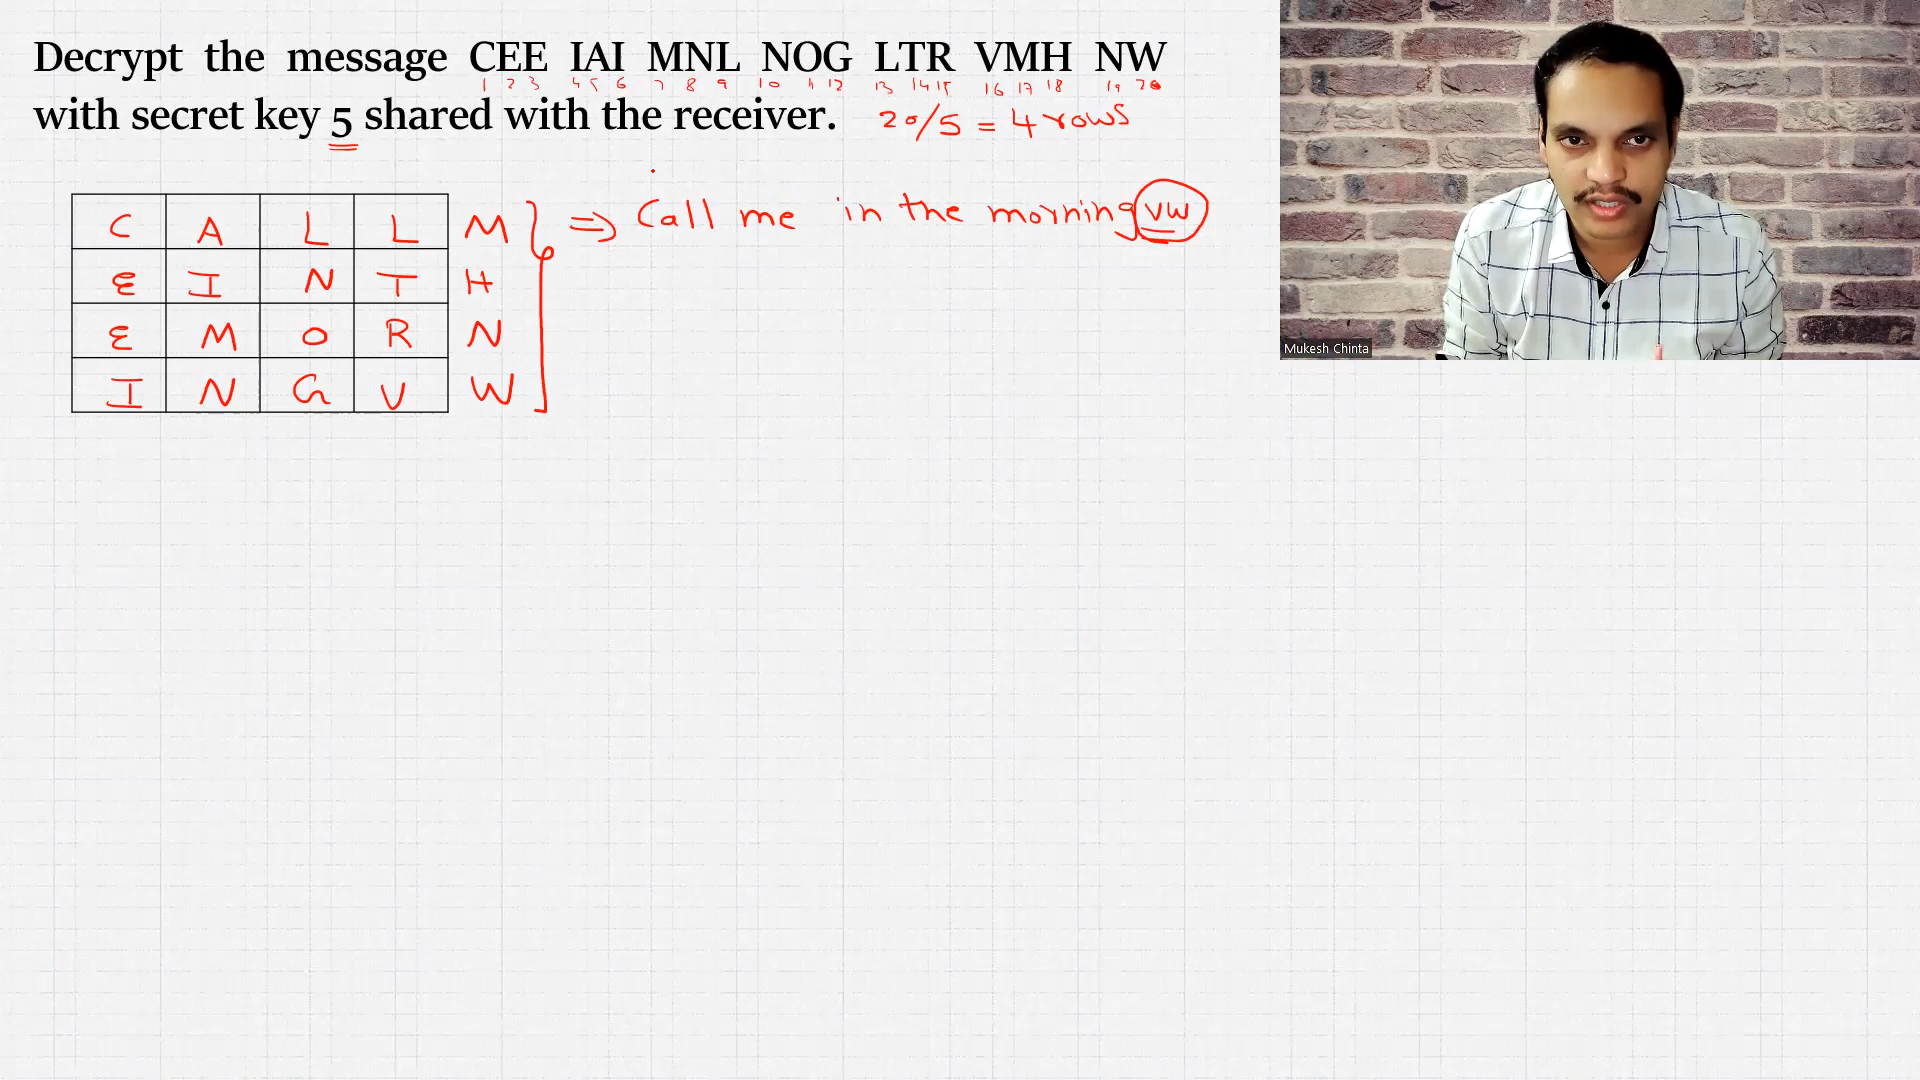 Decrypt the message CEE IAI MNL NOG LTR VMH NW
1 2 3 4 5 6 7 8 9 10 11 12 13 14 15 16 17 18 19 20
with secret key 5 shared with the receiver. 20/5 = 4 rows
C A L L M ⇒ Call me in the morning vw
E I N T H
E M O R N
I N G V W
Mukesh Chinta